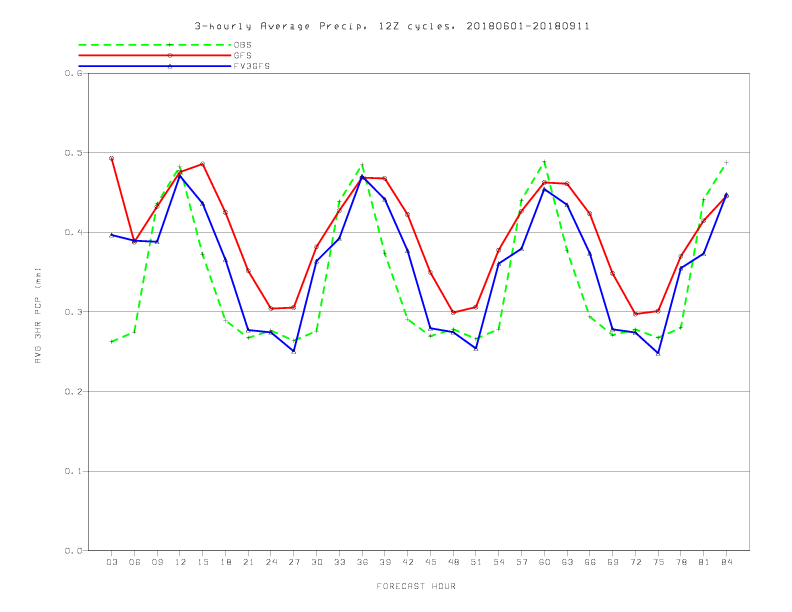 3-hourly Average Precip, 12Z cycles, 20180601-20180911
OBS
GFS
FV3GFS
0.6
0.5
0.4
0.3
0.2
0.1
0.0
AVG 3HR PCP (mm)
03 06 09 12 15 18 21 24 27 30 33 36 39 42 45 48 51 54 57 60 63 66 69 72 75 78 81 84
FORECAST HOUR